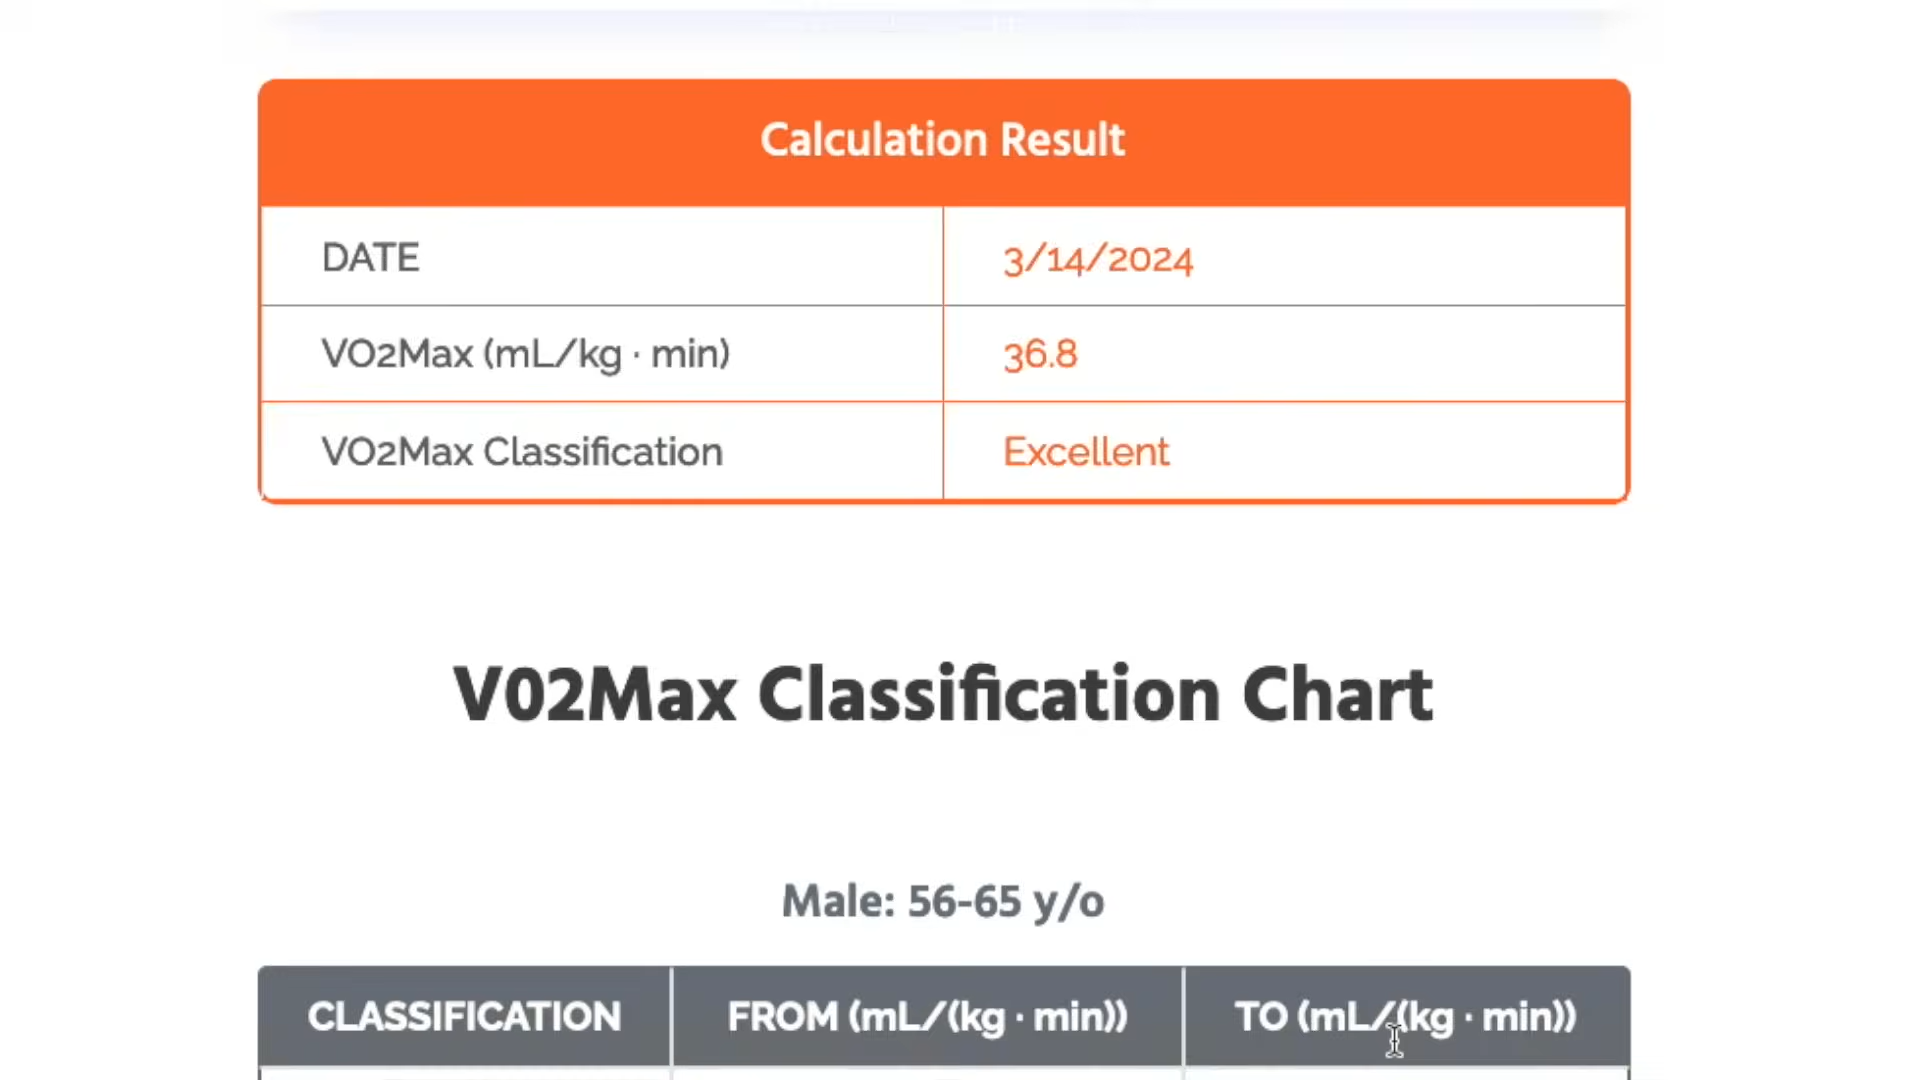 Calculation Result
DATE 3/14/2024
VO2Max (mL/kg · min) 36.8
VO2Max Classification Excellent
V02Max Classification Chart
Male: 56-65 y/o
CLASSIFICATION FROM (mL/(kg · min)) TO (mL/(kg · min))